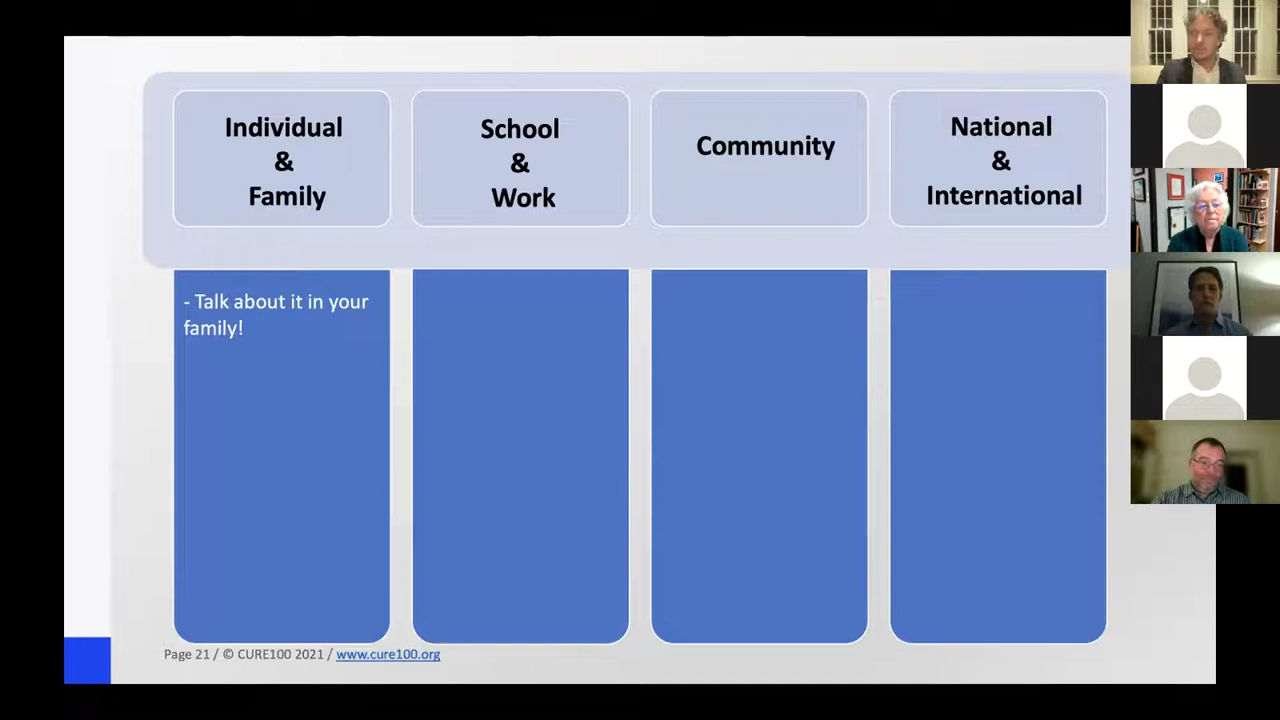 Individual
&
Family
School
&
Work
Community
National
&
International
- Talk about it in your
family!
Page 21 / © CURE100 2021 / www.cure100.org